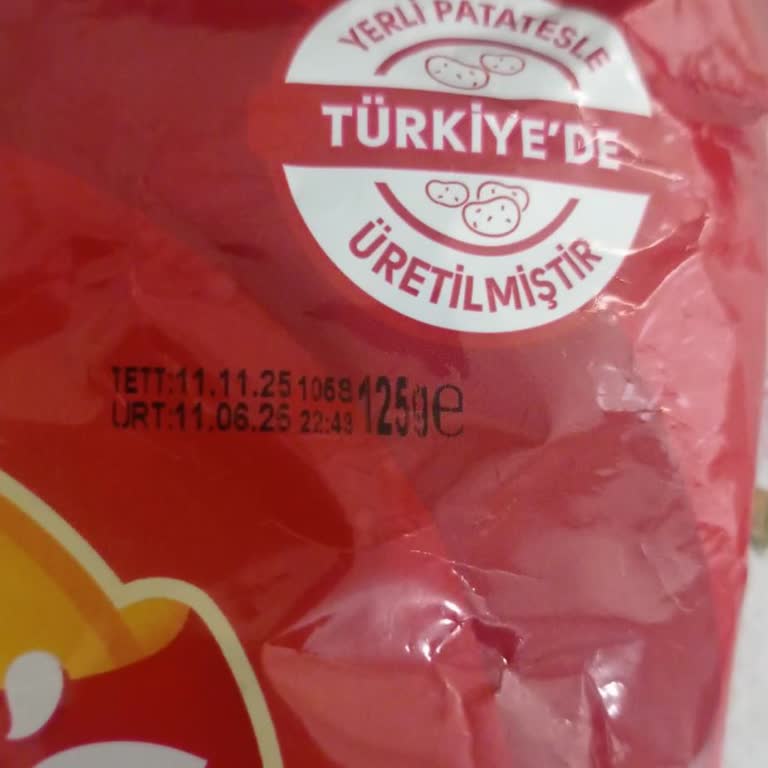 YERLİ PATATESLE
TÜRKİYE'DE
ÜRETİLMİŞTİR
TETT:11.11.25 1068 125g e
ÜRT:11.06.25 22:43